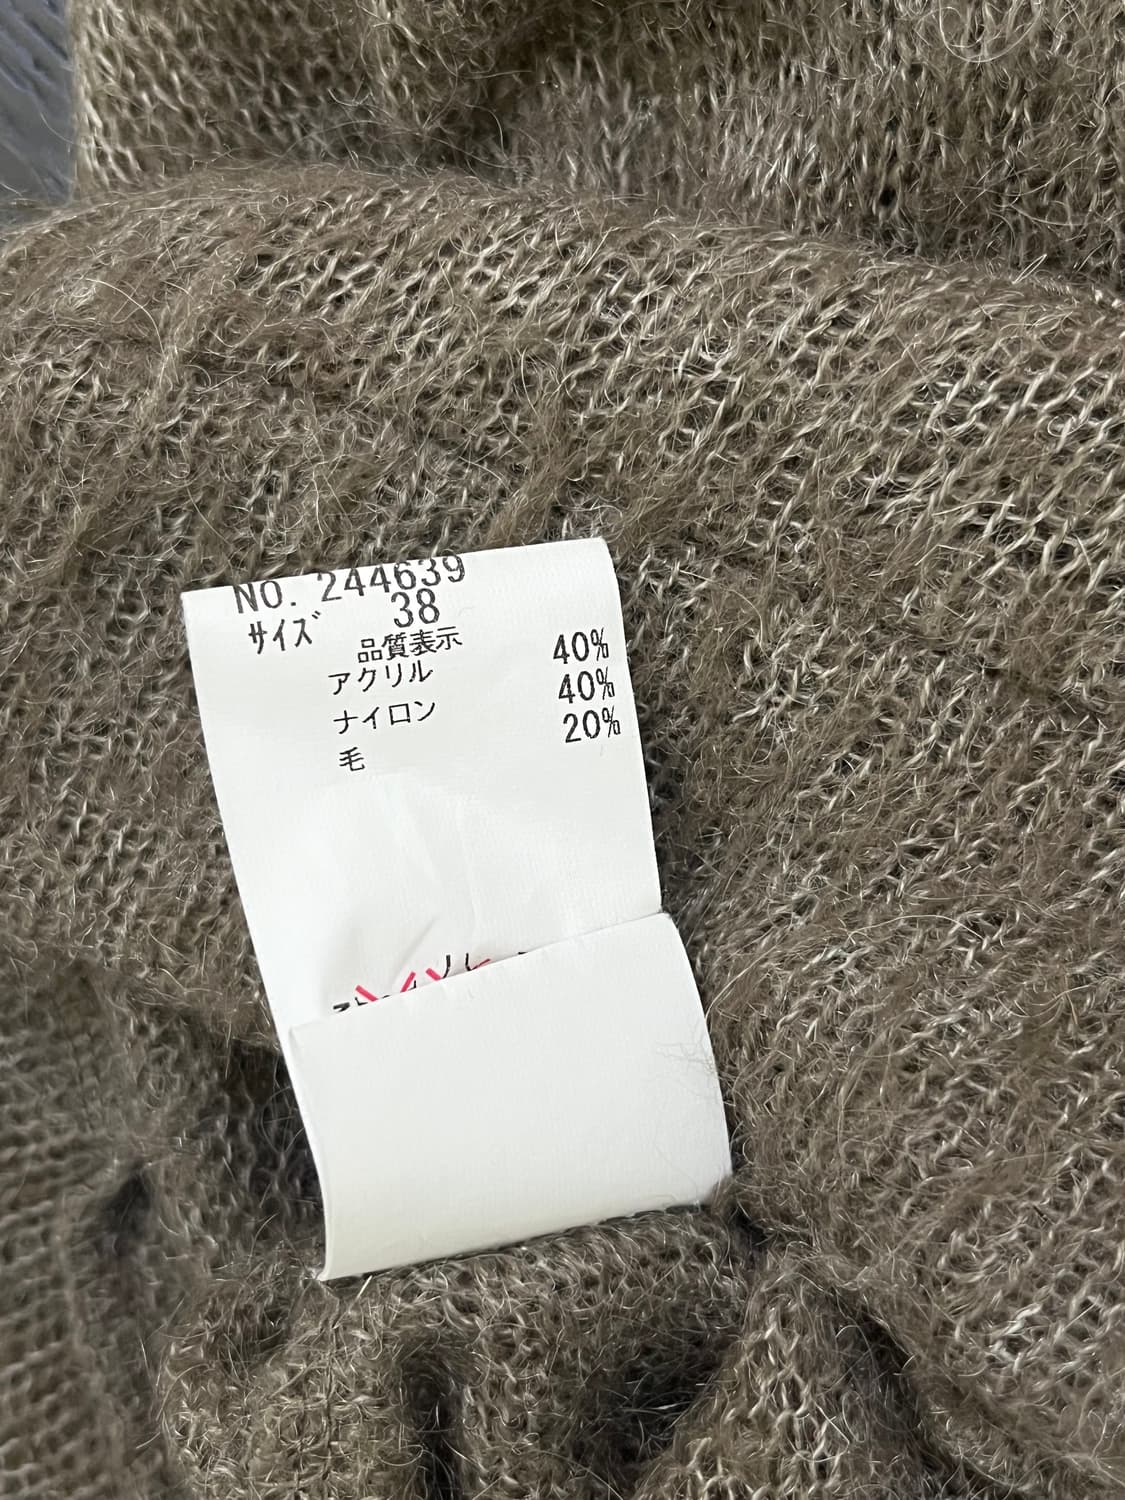 NO. 244639
サイズ 38
品質表示
アクリル 40%
ナイロン 40%
毛 20%